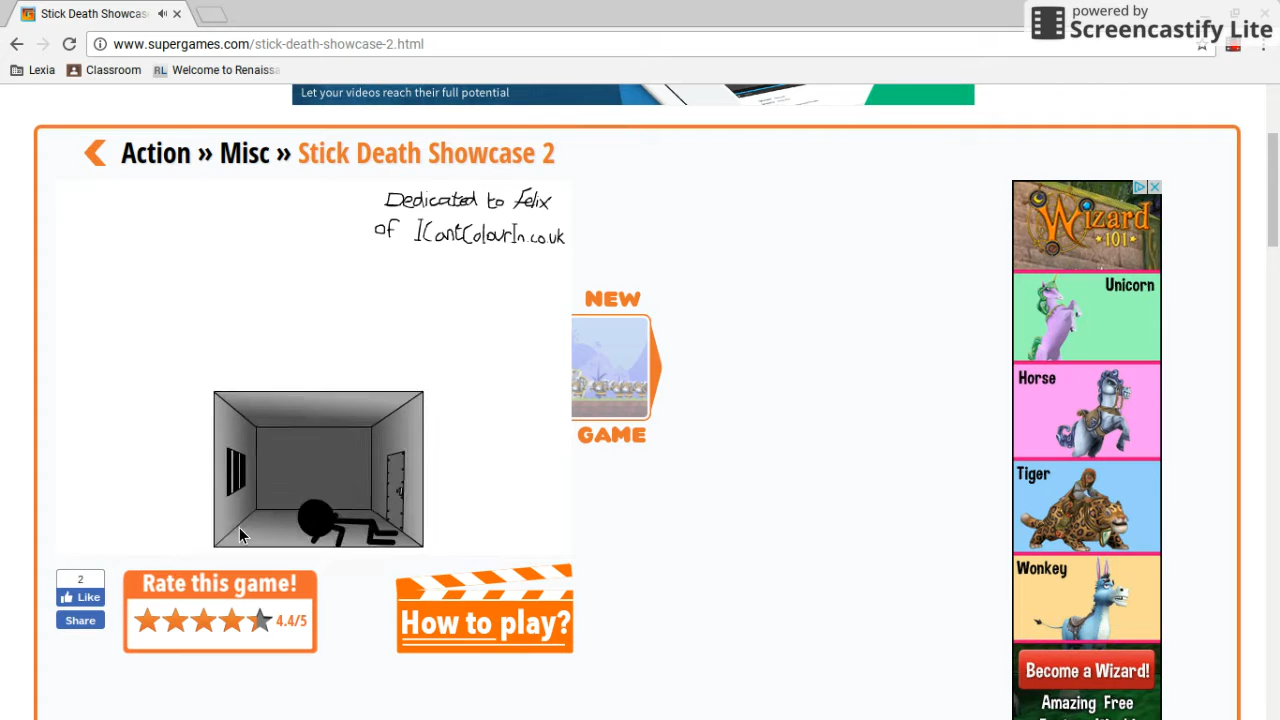 Stick Death Showcas
powered by
Screencastify Lite
www.supergames.com/stick-death-showcase-2.html
Lexia
Classroom
RL
Welcome to Renaissa
Let your videos reach their full potential
Action » Misc » Stick Death Showcase 2
Dedicated to Felix
of ICantColourIn.co.uk
NEW
GAME
Wizard
101
Unicorn
Horse
Tiger
Wonkey
Become a Wizard!
Amazing Free
2
Like
Share
Rate this game!
4.4/5
How to play?